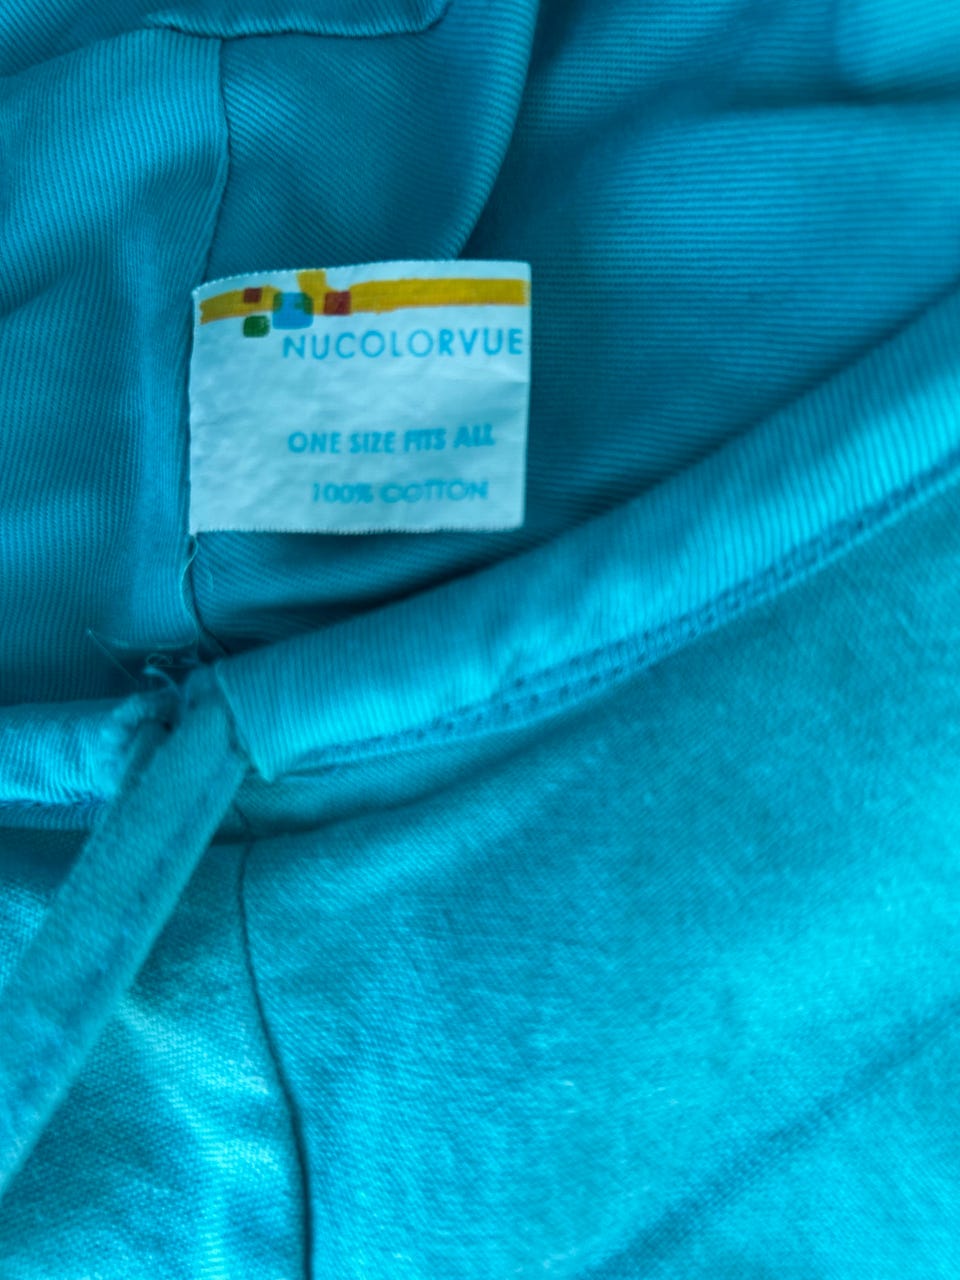 NUCOLORVUE
ONE SIZE FITS ALL
100% COTTON